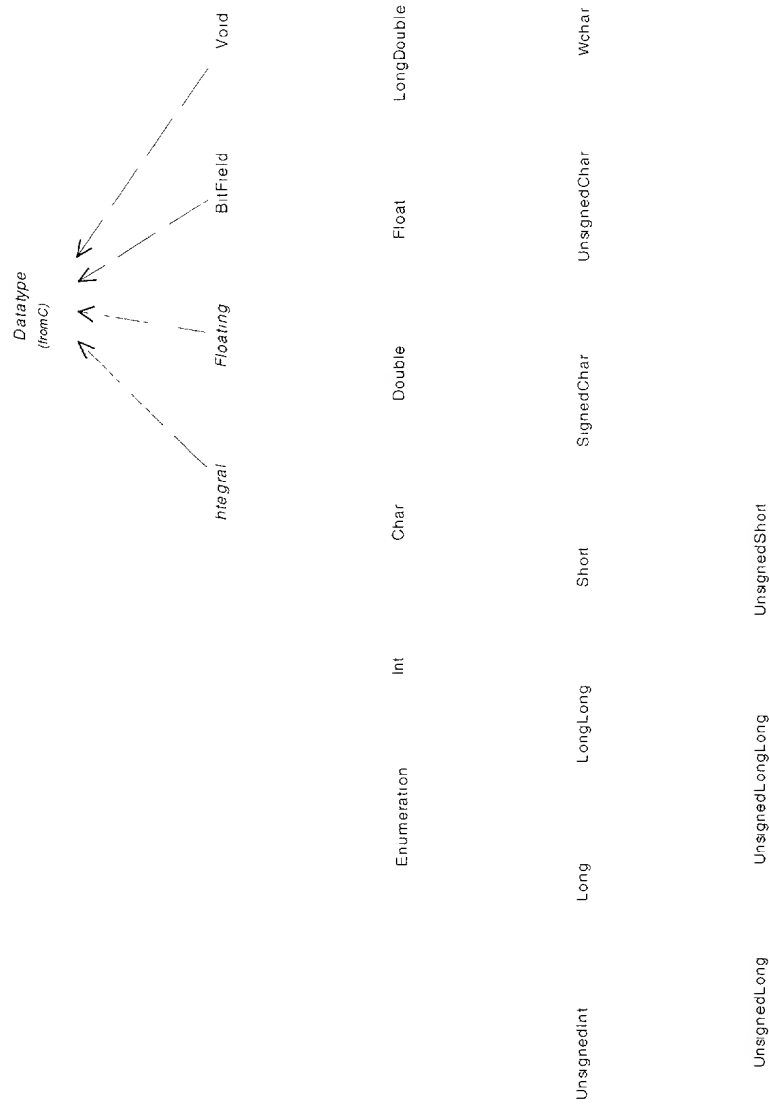 Datatype
(fromC)
Integral
Floating
BitField
Void
Enumeration
Int
Char
Double
Float
LongDouble
UnsignedInt
Long
LongLong
Short
SignedChar
UnsignedChar
Wchar
UnsignedLong
UnsignedLongLong
UnsignedShort